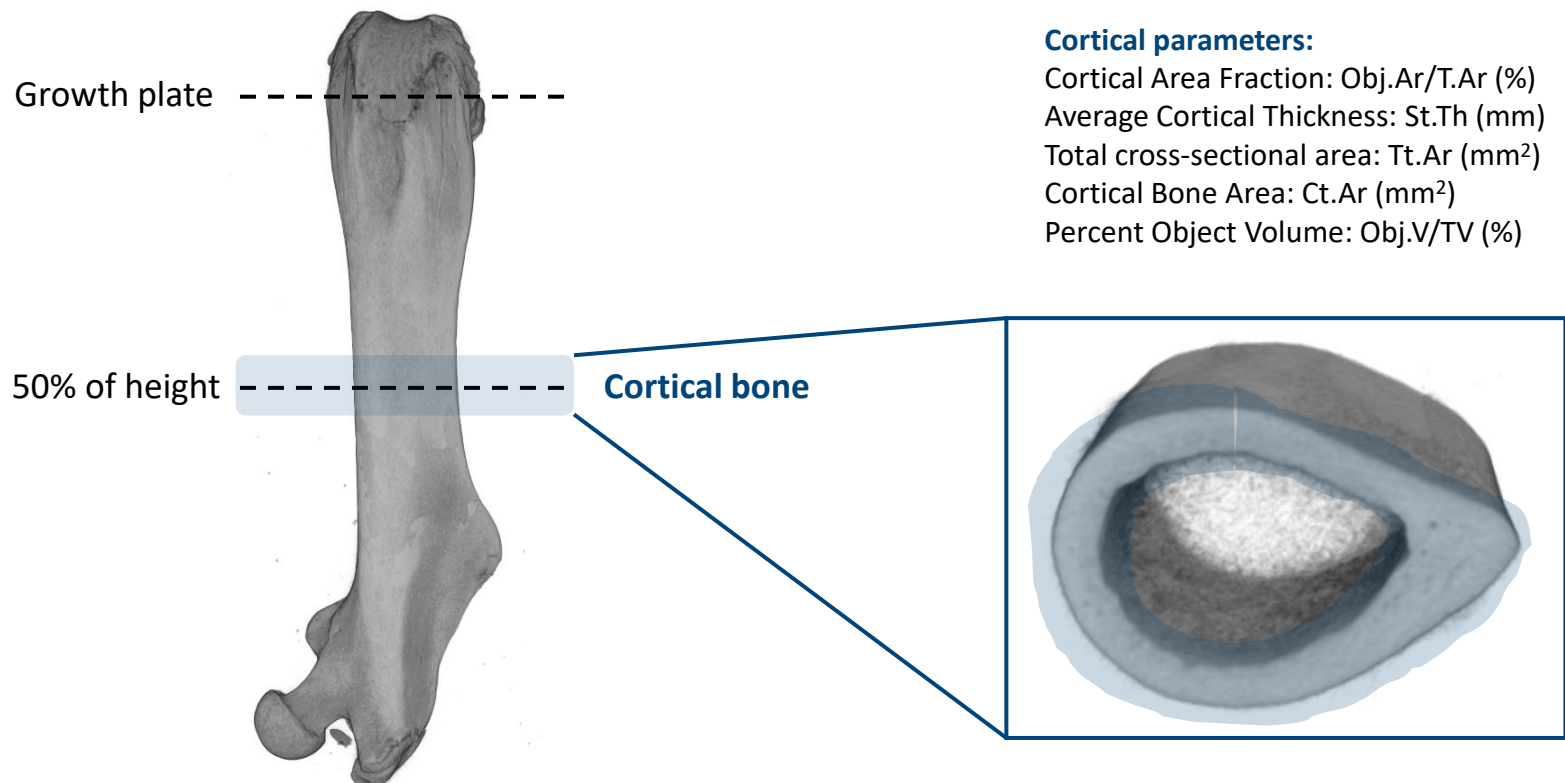 Growth plate
50% of height
Cortical bone
Cortical parameters:
Cortical Area Fraction: Obj.Ar/T.Ar (%)
Average Cortical Thickness: St.Th (mm)
Total cross-sectional area: Tt.Ar (mm²)
Cortical Bone Area: Ct.Ar (mm²)
Percent Object Volume: Obj.V/TV (%)